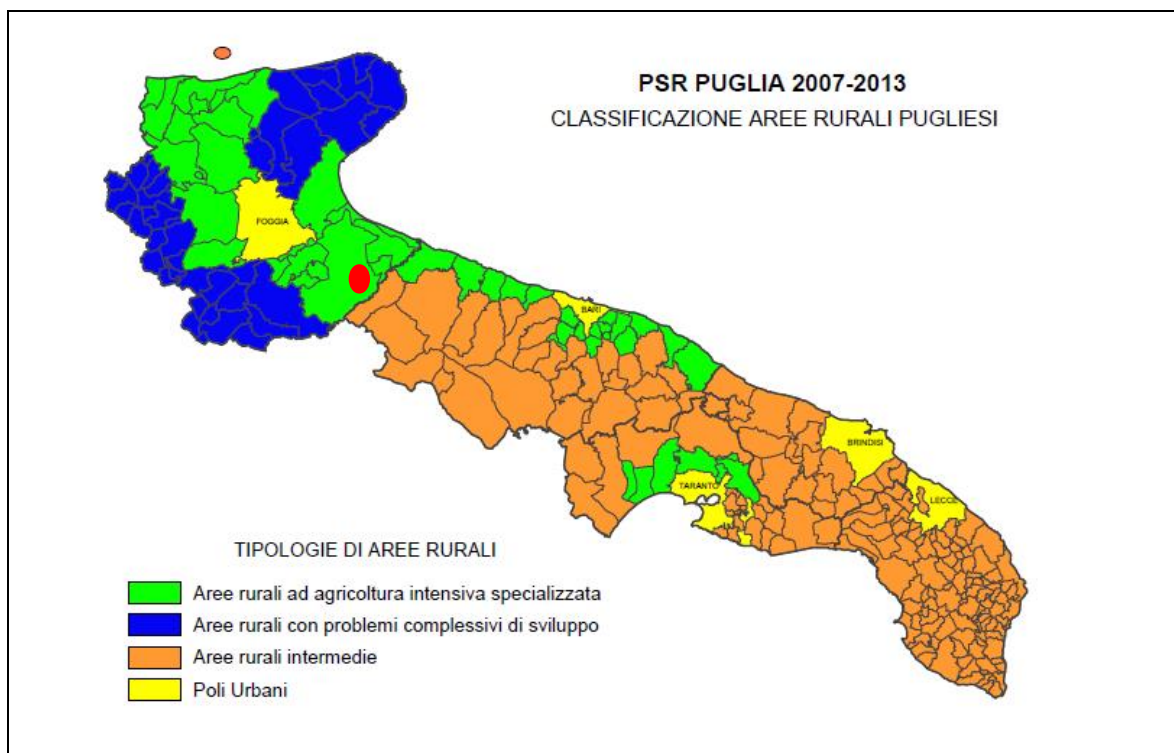 PSR PUGLIA 2007-2013
CLASSIFICAZIONE AREE RURALI PUGLIESI
FOGGIA
BARI
BRINDISI
TARANTO
LECCE
TIPOLOGIE DI AREE RURALI
Aree rurali ad agricoltura intensiva specializzata
Aree rurali con problemi complessivi di sviluppo
Aree rurali intermedie
Poli Urbani